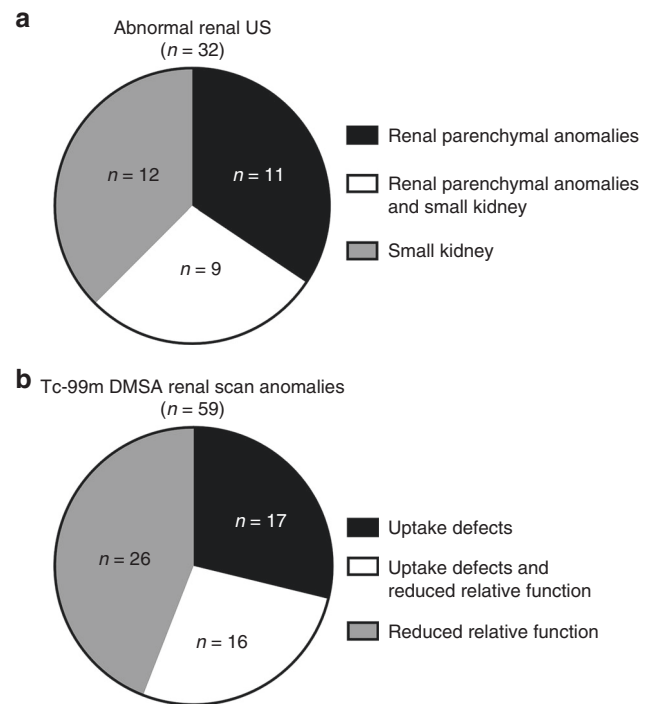 a
Abnormal renal US
(n = 32)
n = 12
n = 11
n = 9
Renal parenchymal anomalies
Renal parenchymal anomalies
and small kidney
Small kidney
b
Tc-99m DMSA renal scan anomalies
(n = 59)
n = 17
n = 26
n = 16
Uptake defects
Uptake defects and
reduced relative function
Reduced relative function